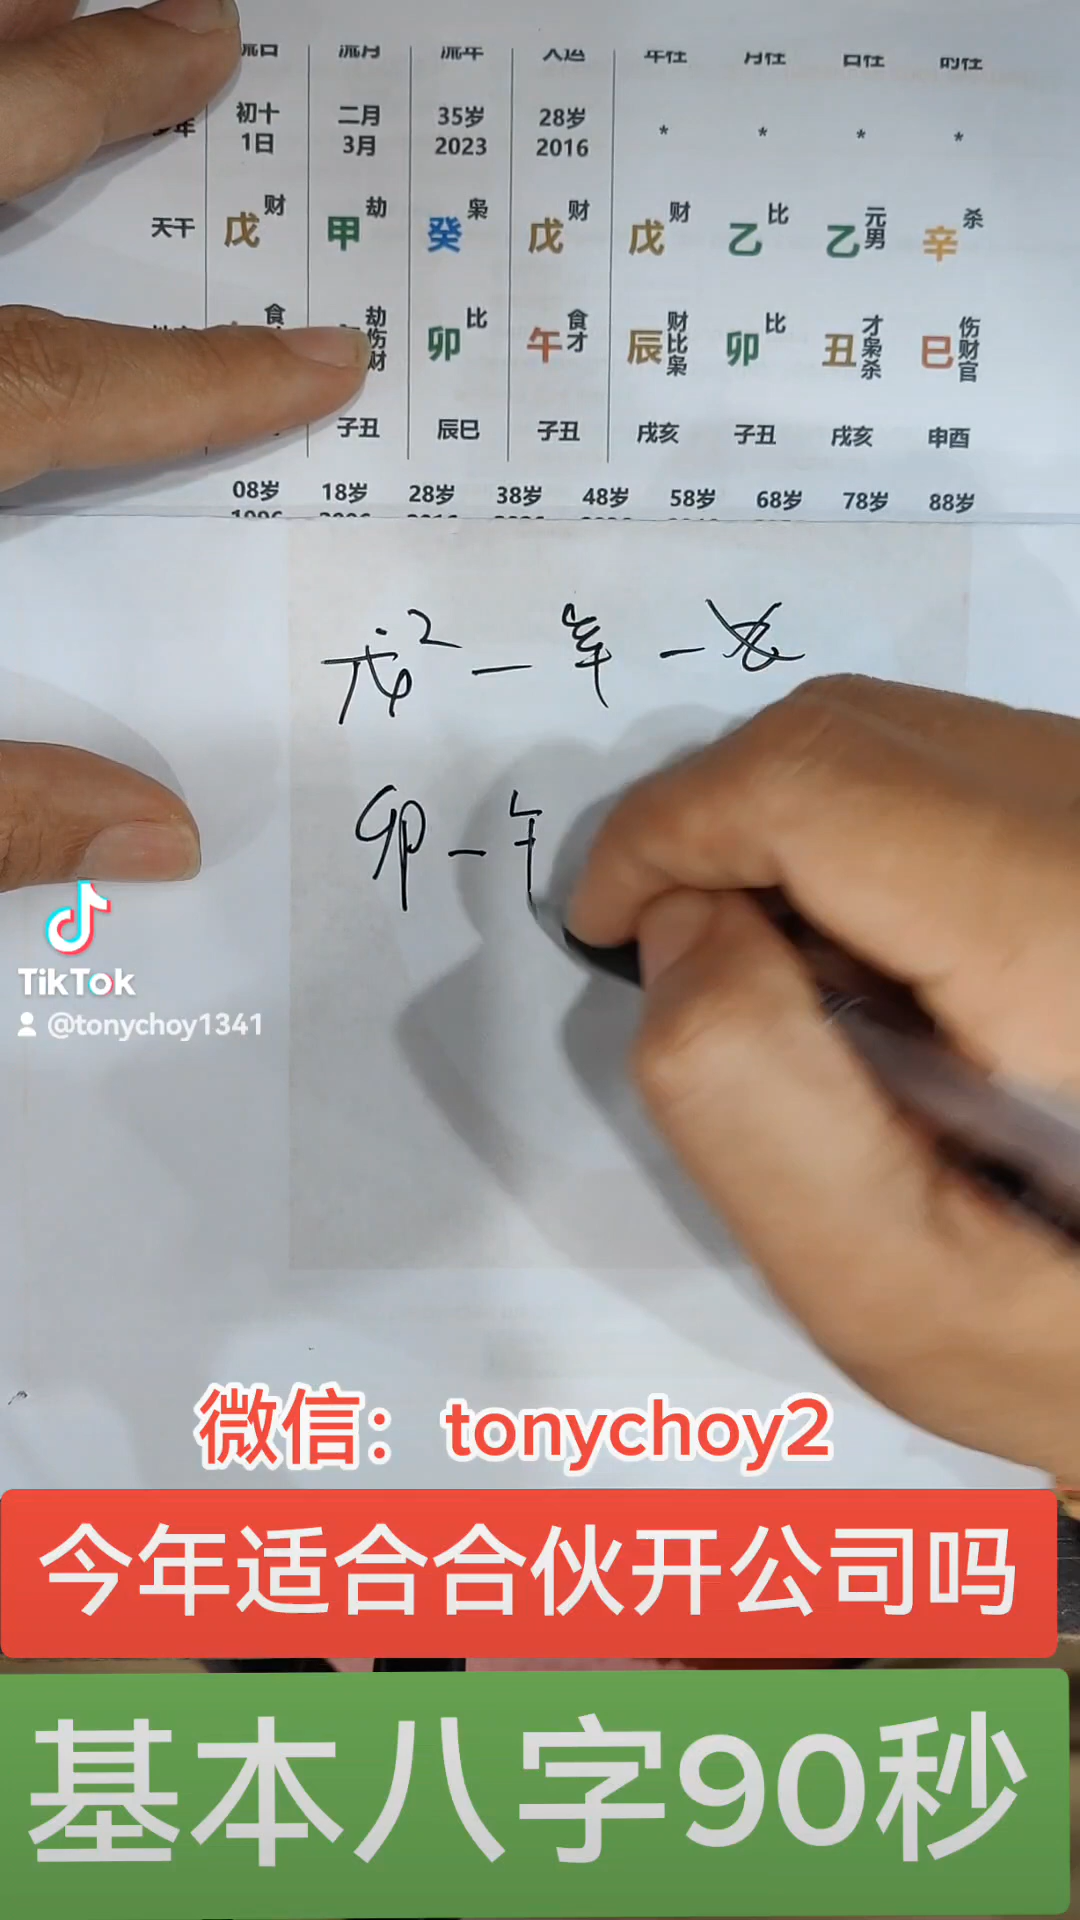 流日 流月 流年 大运 年柱 月柱 日柱 时柱
初十 二月 35岁 28岁 * * * *
1日 3月 2023 2016
天干 戊 财 甲 劫 癸 枭 戊 财 戊 财 乙 比 乙 元男 辛 杀
食 劫伤财 卯 比 午 食才 辰 财比枭 卯 比 丑 才枭杀 巳 伤财官
子丑 辰巳 子丑 戌亥 子丑 戌亥 申酉
08岁 18岁 28岁 38岁 48岁 58岁 68岁 78岁 88岁
戊2 — 辛 —
卯 — 午
TikTok
@tonychoy1341
微信：tonychoy2
今年适合合伙开公司吗
基本八字90秒